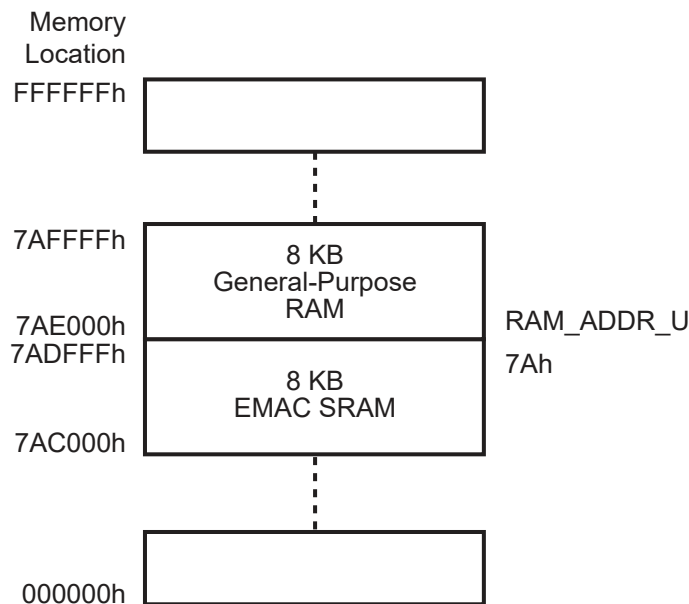 Memory
Location
FFFFFFh
7AFFFFh
8 KB
General-Purpose
RAM
7AE000h
RAM_ADDR_U
7ADFFFh
7Ah
8 KB
EMAC SRAM
7AC000h
000000h